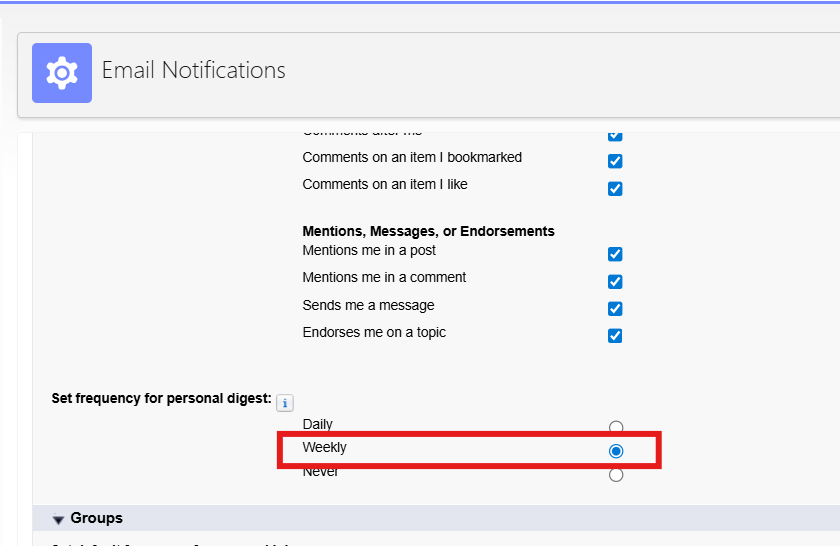 Email Notifications
Comments after me
Comments on an item I bookmarked
Comments on an item I like
Mentions, Messages, or Endorsements
Mentions me in a post
Mentions me in a comment
Sends me a message
Endorses me on a topic
Set frequency for personal digest:
Daily
Weekly
Never
Groups